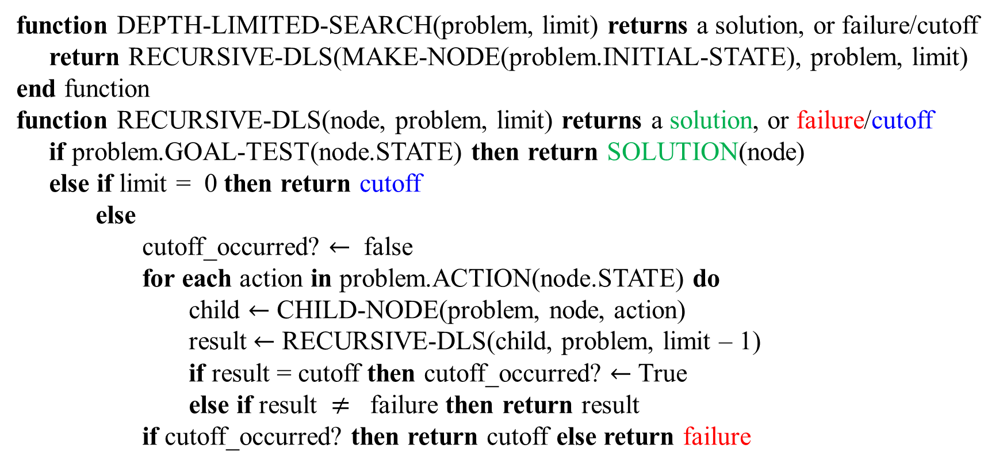 function DEPTH-LIMITED-SEARCH(problem, limit) returns a solution, or failure/cutoff
return RECURSIVE-DLS(MAKE-NODE(problem.INITIAL-STATE), problem, limit)
end function
function RECURSIVE-DLS(node, problem, limit) returns a solution, or failure/cutoff
if problem.GOAL-TEST(node.STATE) then return SOLUTION(node)
else if limit = 0 then return cutoff
else
cutoff_occurred? ← false
for each action in problem.ACTION(node.STATE) do
child ← CHILD-NODE(problem, node, action)
result ← RECURSIVE-DLS(child, problem, limit – 1)
if result = cutoff then cutoff_occurred? ← True
else if result ≠ failure then return result
if cutoff_occurred? then return cutoff else return failure